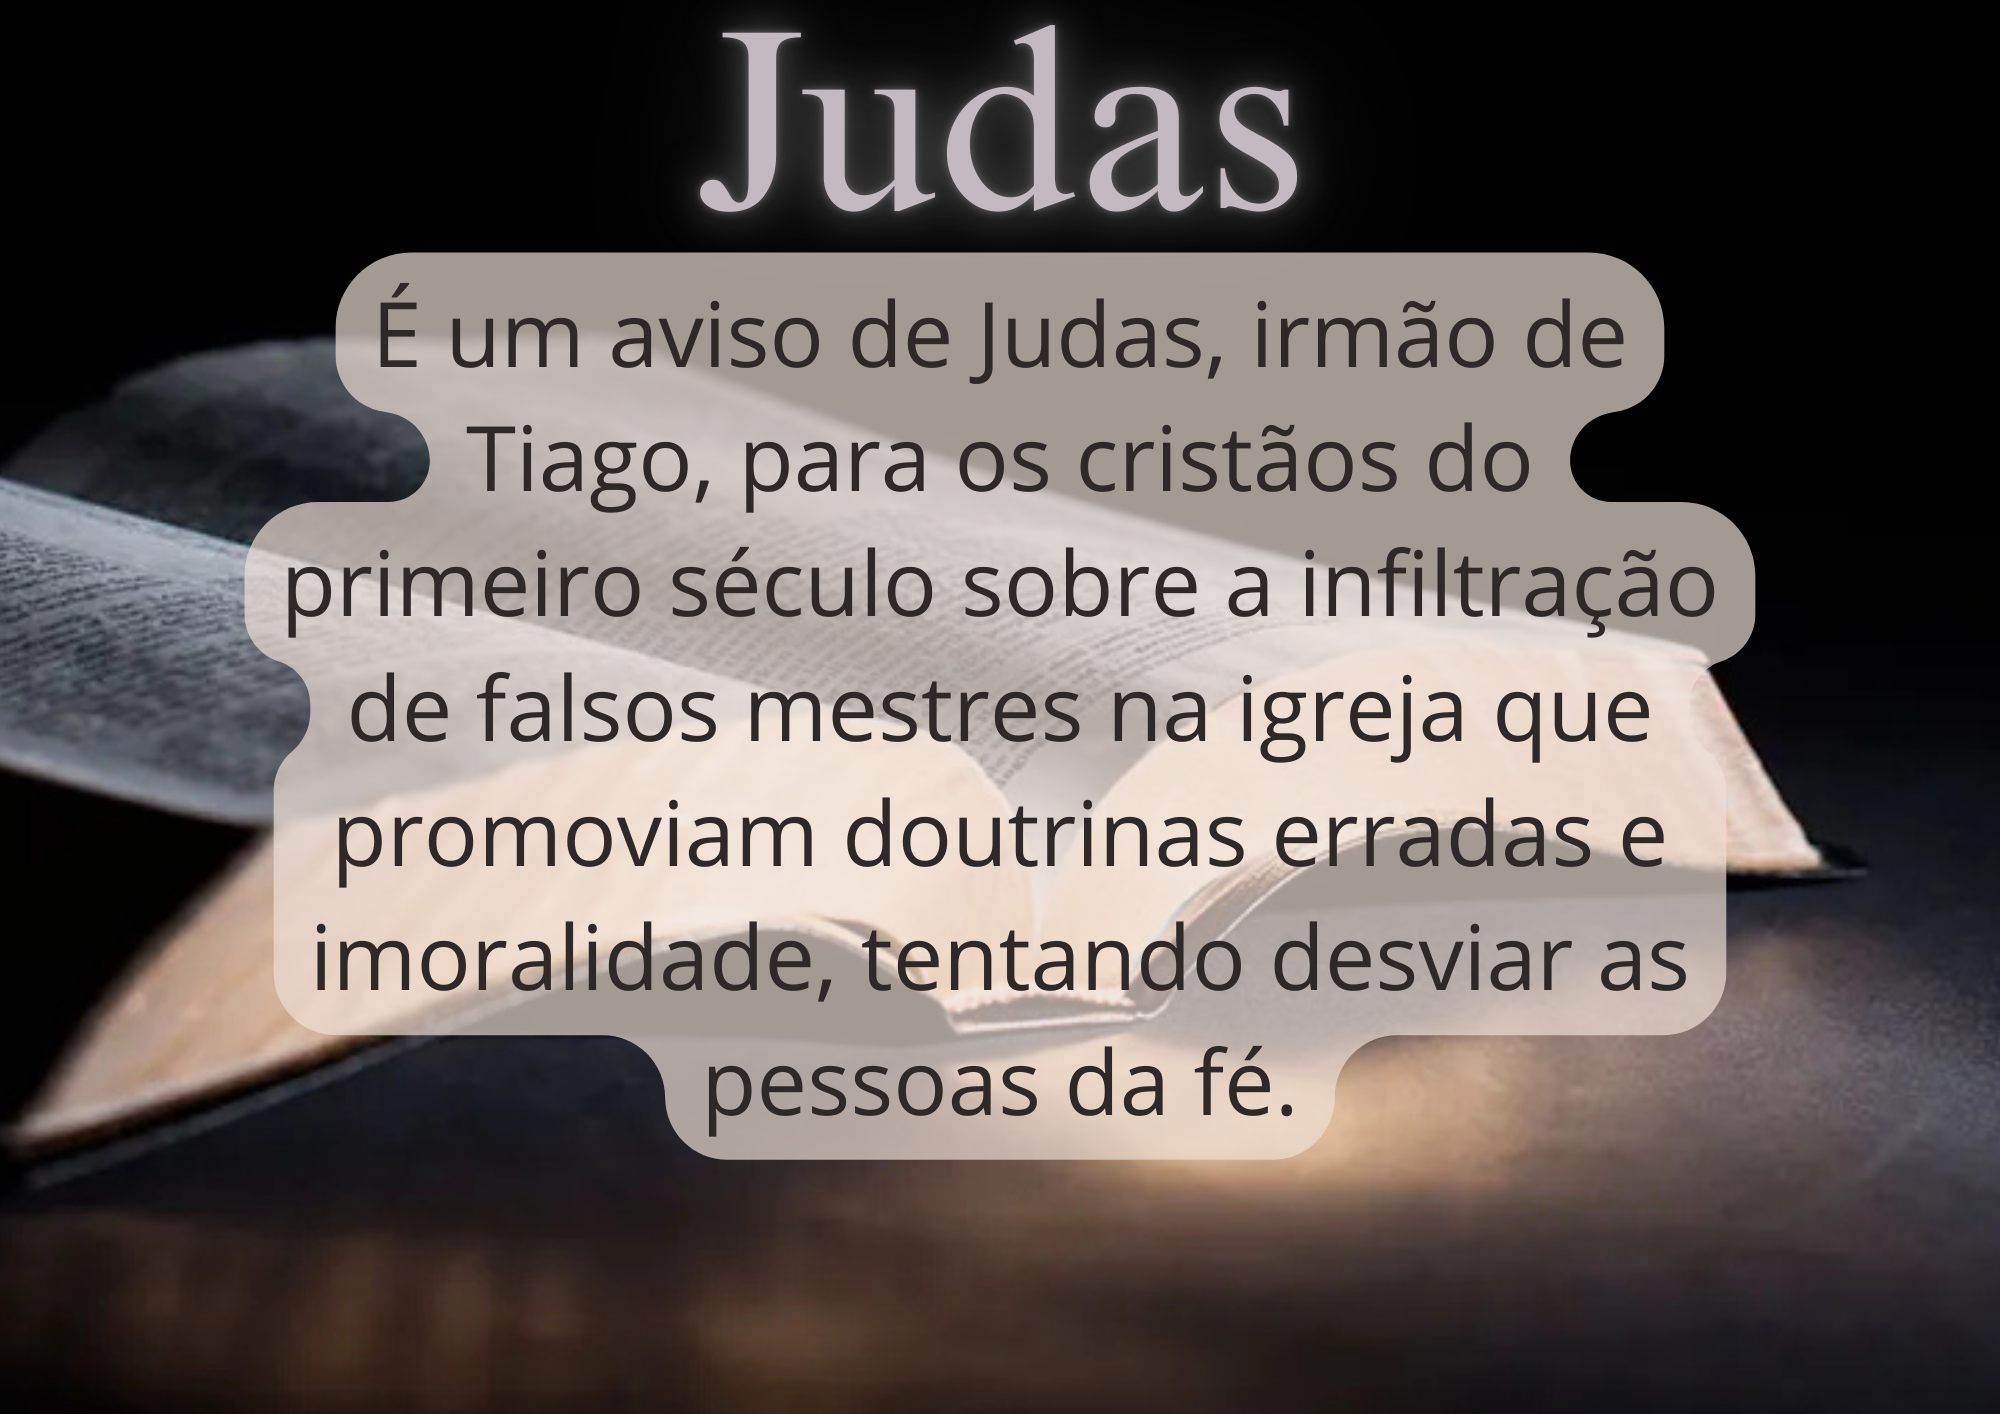 Judas
É um aviso de Judas, irmão de
Tiago, para os cristãos do
primeiro século sobre a infiltração
de falsos mestres na igreja que
promoviam doutrinas erradas e
imoralidade, tentando desviar as
pessoas da fé.